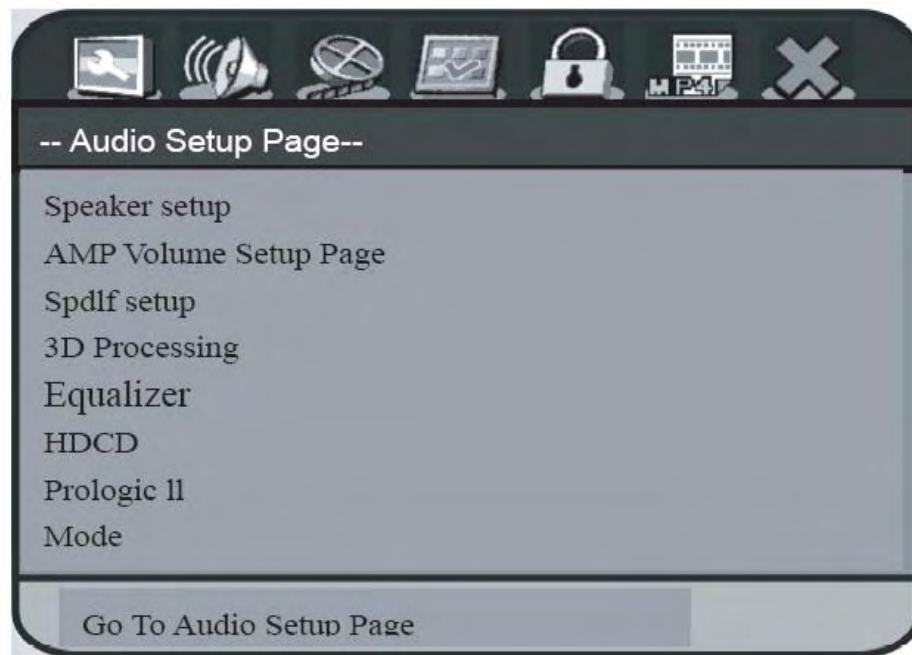 MP4
-- Audio Setup Page--
Speaker setup
AMP Volume Setup Page
Spdlf setup
3D Processing
Equalizer
HDCD
Prologic ll
Mode
Go To Audio Setup Page